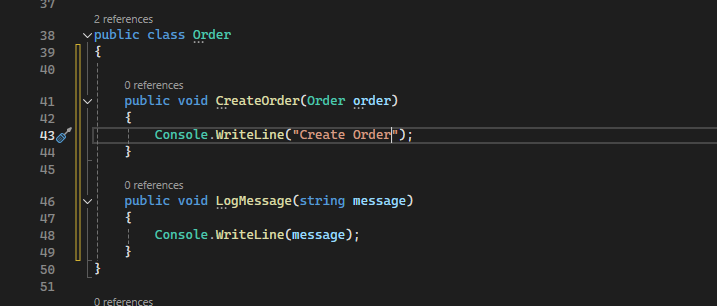 37
2 references
38 public class Order
39 {
40
0 references
41 public void CreateOrder(Order order)
42 {
43 Console.WriteLine("Create Order");
44 }
45
0 references
46 public void LogMessage(string message)
47 {
48 Console.WriteLine(message);
49 }
50 }
51
0 references